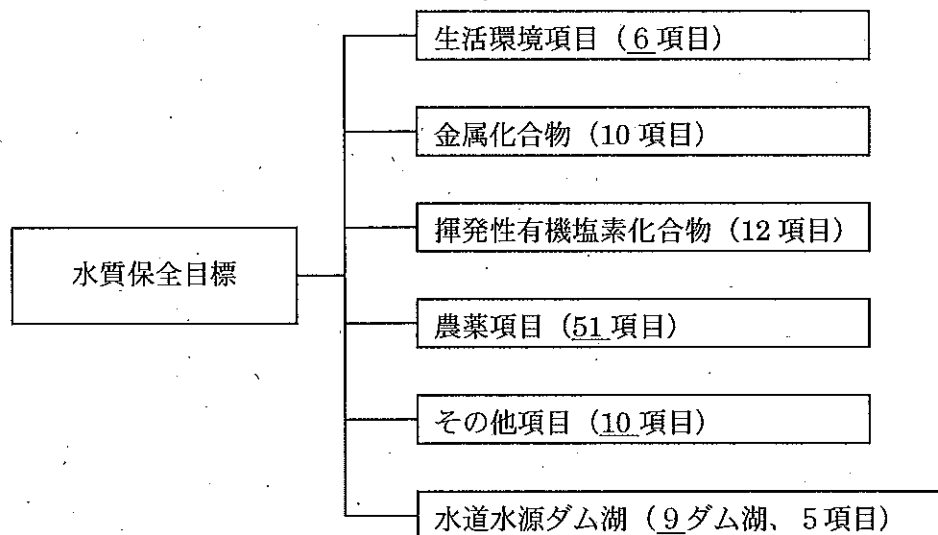 生活環境項目（6項目）
金属化合物（10項目）
揮発性有機塩素化合物（12項目）
水質保全目標
農薬項目（51項目）
その他項目（10項目）
水道水源ダム湖（9ダム湖、5項目）